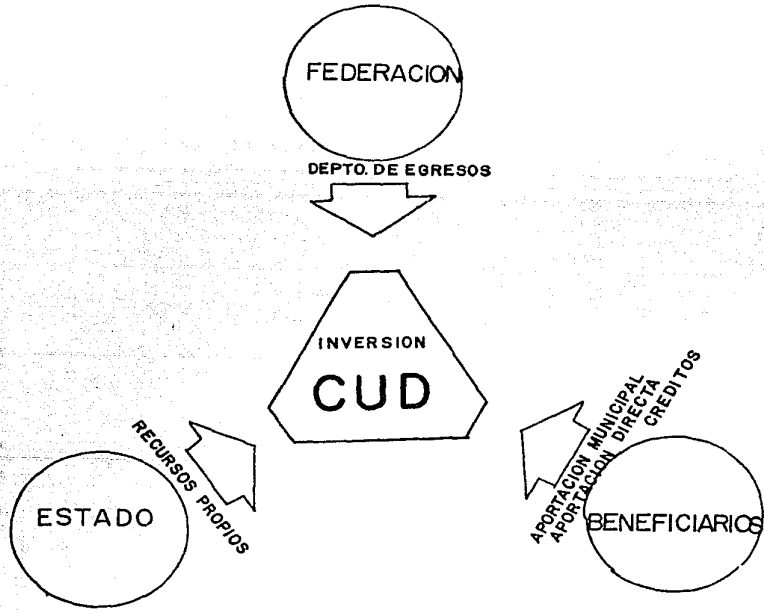 FEDERACION
DEPTO. DE EGRESOS
INVERSION
CUD
RECURSOS PROPIOS
ESTADO
APORTACION MUNICIPAL
APORTACION DIRECTA
CREDITOS
BENEFICIARIOS